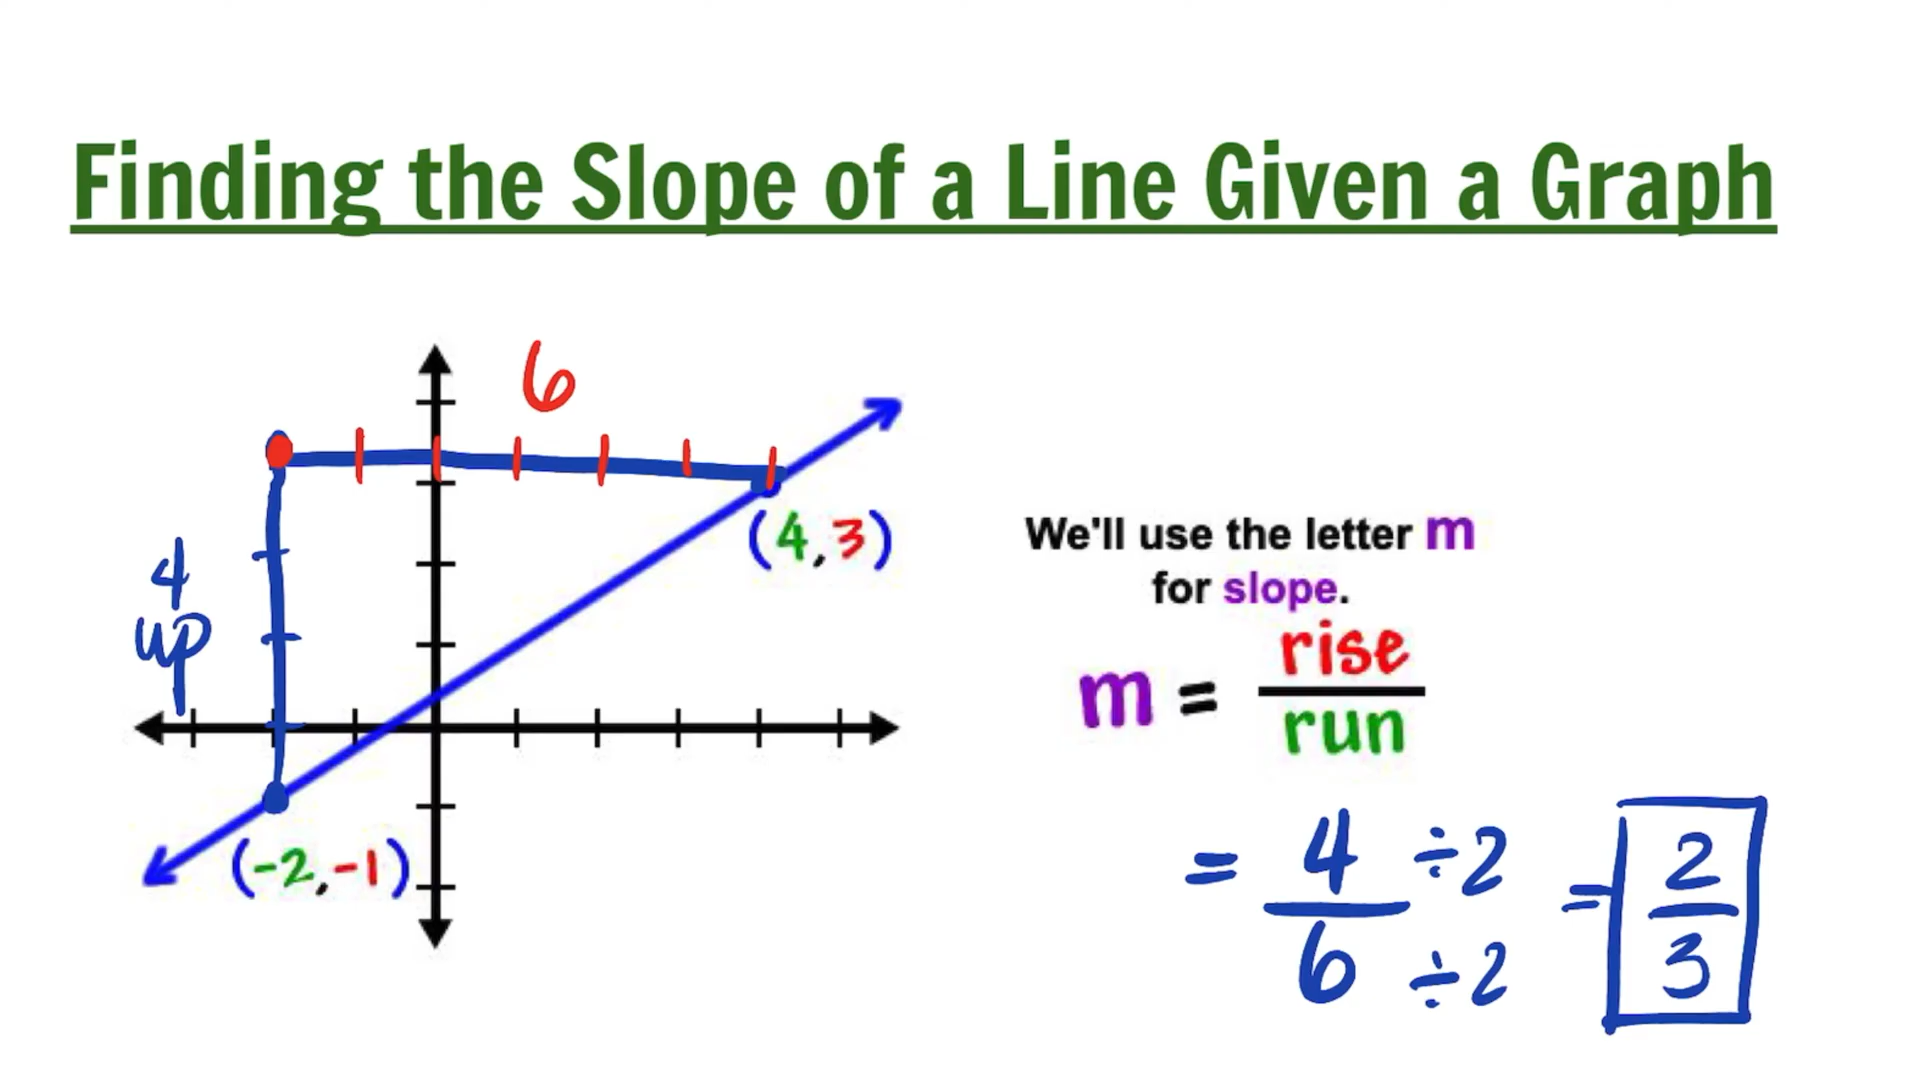 Finding the Slope of a Line Given a Graph
6
(4,3)
4
up
(-2,-1)
We'll use the letter m
for slope.
m = rise
run
= 4 ÷2 = 2
6 ÷2 3